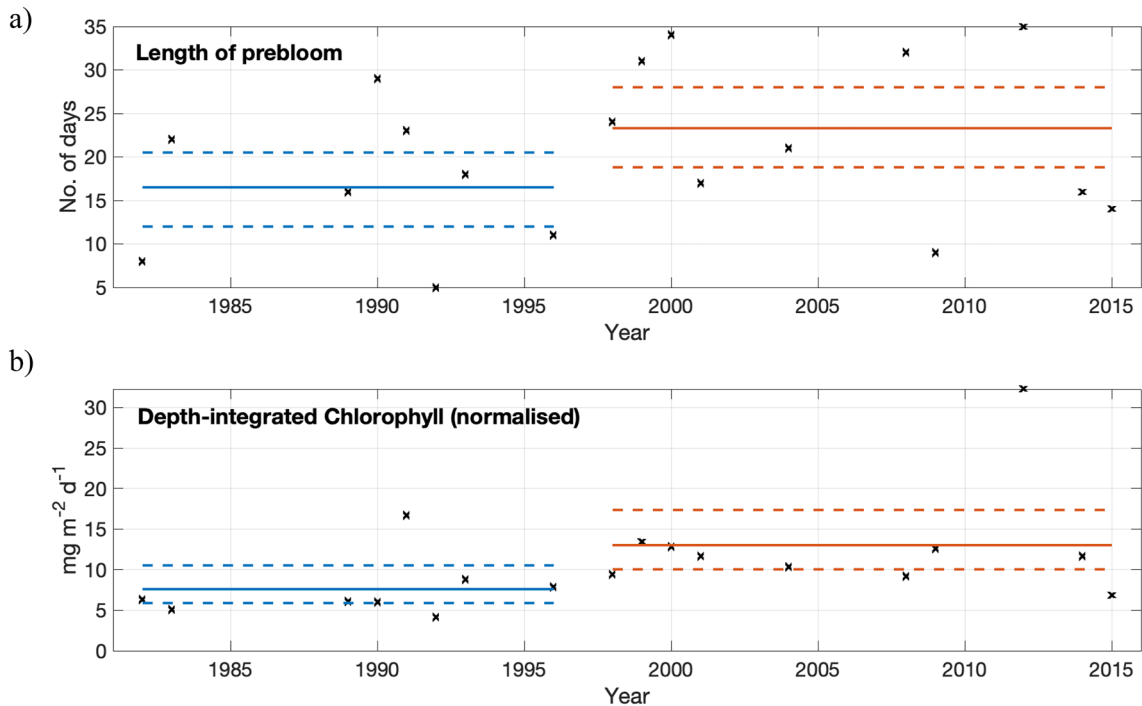 a)
Length of prebloom
No. of days
35
30
25
20
15
10
5
1985 1990 1995 2000 2005 2010 2015
Year
b)
Depth-integrated Chlorophyll (normalised)
mg m⁻² d⁻¹
30
25
20
15
10
5
0
1985 1990 1995 2000 2005 2010 2015
Year